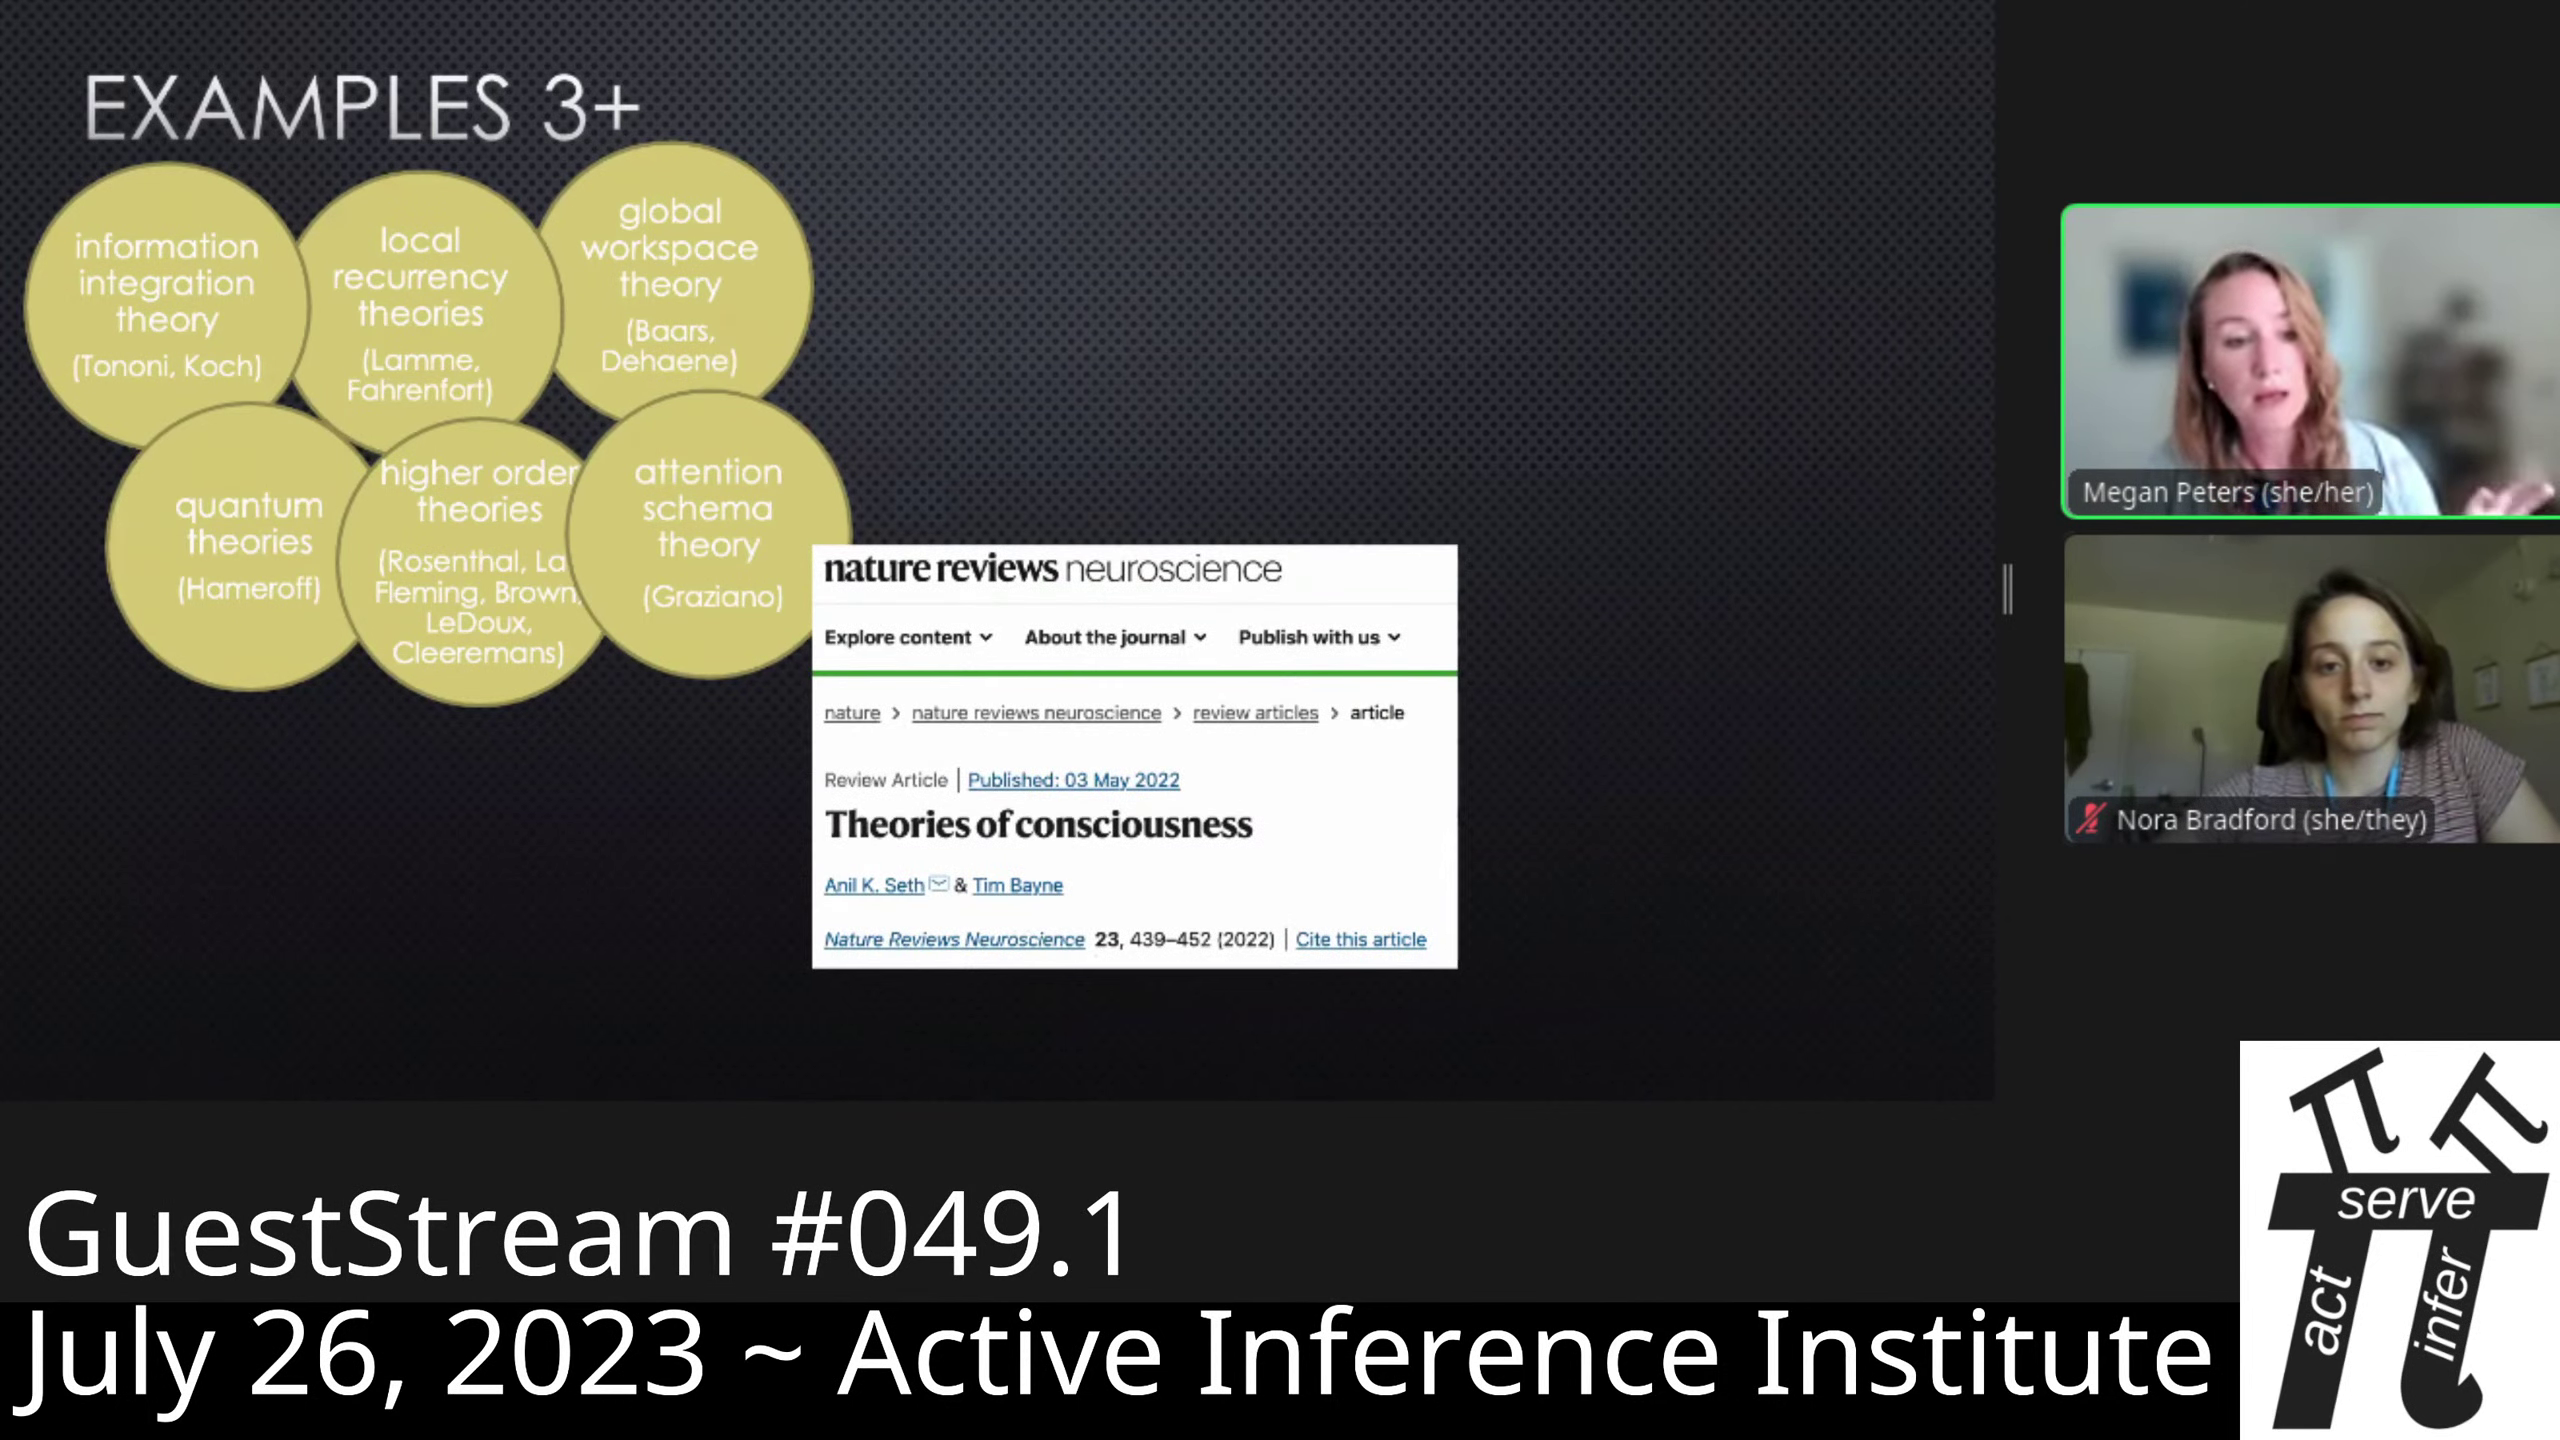 EXAMPLES 3+
information
integration
theory
(Tononi, Koch)
local
recurrency
theories
(Lamme,
Fahrenfort)
global
workspace
theory
(Baars,
Dehaene)
quantum
theories
(Hameroff)
higher order
theories
(Rosenthal, La
Fleming, Brown,
LeDoux,
Cleeremans)
attention
schema
theory
(Graziano)
nature reviews neuroscience
Explore content About the journal Publish with us
nature > nature reviews neuroscience > review articles > article
Review Article | Published: 03 May 2022
Theories of consciousness
Anil K. Seth & Tim Bayne
Nature Reviews Neuroscience 23, 439–452 (2022) | Cite this article
Megan Peters (she/her)
Nora Bradford (she/they)
GuestStream #049.1
July 26, 2023 ~ Active Inference Institute
serve
act
infer